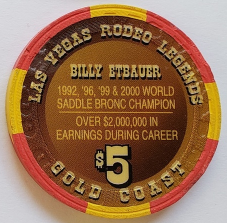 LAS VEGAS RODEO LEGENDS
BILLY ETBAUER
1992, '96, '99 & 2000 WORLD
SADDLE BRONC CHAMPION
OVER $2,000,000 IN
EARNINGS DURING CAREER
$5
GOLD COAST